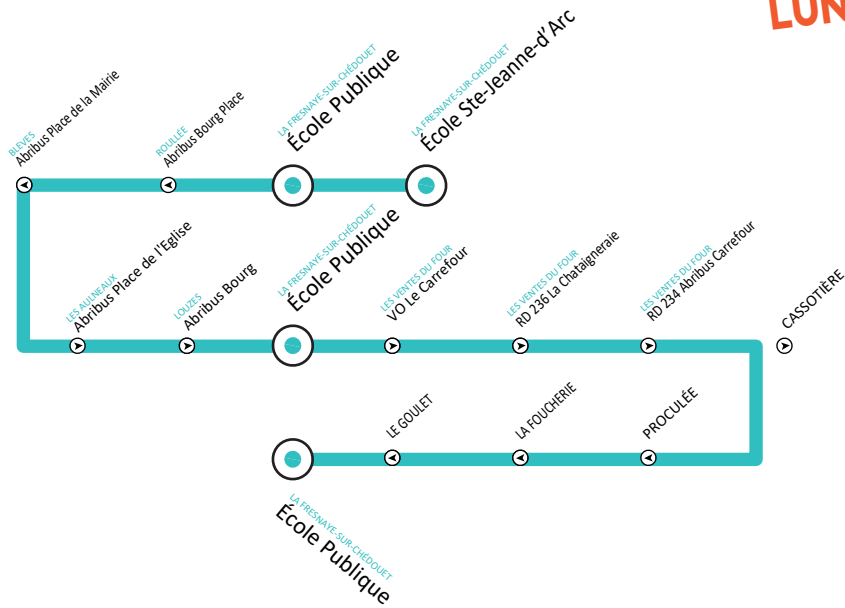 LUN
BLEVES
Abribus Place de la Mairie
ROULLÉE
Abribus Bourg Place
LA FRESNAYE-SUR-CHÉDOUET
École Publique
LA FRESNAYE-SUR-CHÉDOUET
École Ste-Jeanne-d'Arc
LES AULNEAUX
Abribus Place de l'Eglise
LOUZES
Abribus Bourg
LA FRESNAYE-SUR-CHÉDOUET
École Publique
LES VENTES DU FOUR
VO Le Carrefour
LES VENTES DU FOUR
RD 236 La Chataigneraie
LES VENTES DU FOUR
RD 234 Abribus Carrefour
CASSOTIÈRE
LE GOULET
LA FOUCHERIE
PROCULÉE
LA FRESNAYE-SUR-CHÉDOUET
École Publique